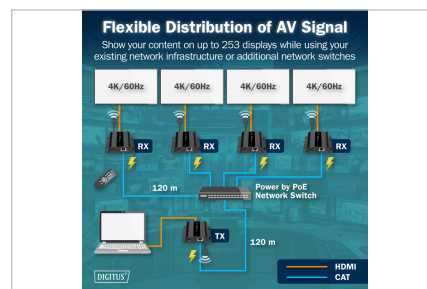 Flexible Distribution of AV Signal
Show your content on up to 253 displays while using your
existing network infrastructure or additional network switches
4K/60Hz 4K/60Hz 4K/60Hz 4K/60Hz
RX RX RX RX
120 m
Power by PoE
Network Switch
TX
120 m
DIGITUS®
HDMI
CAT